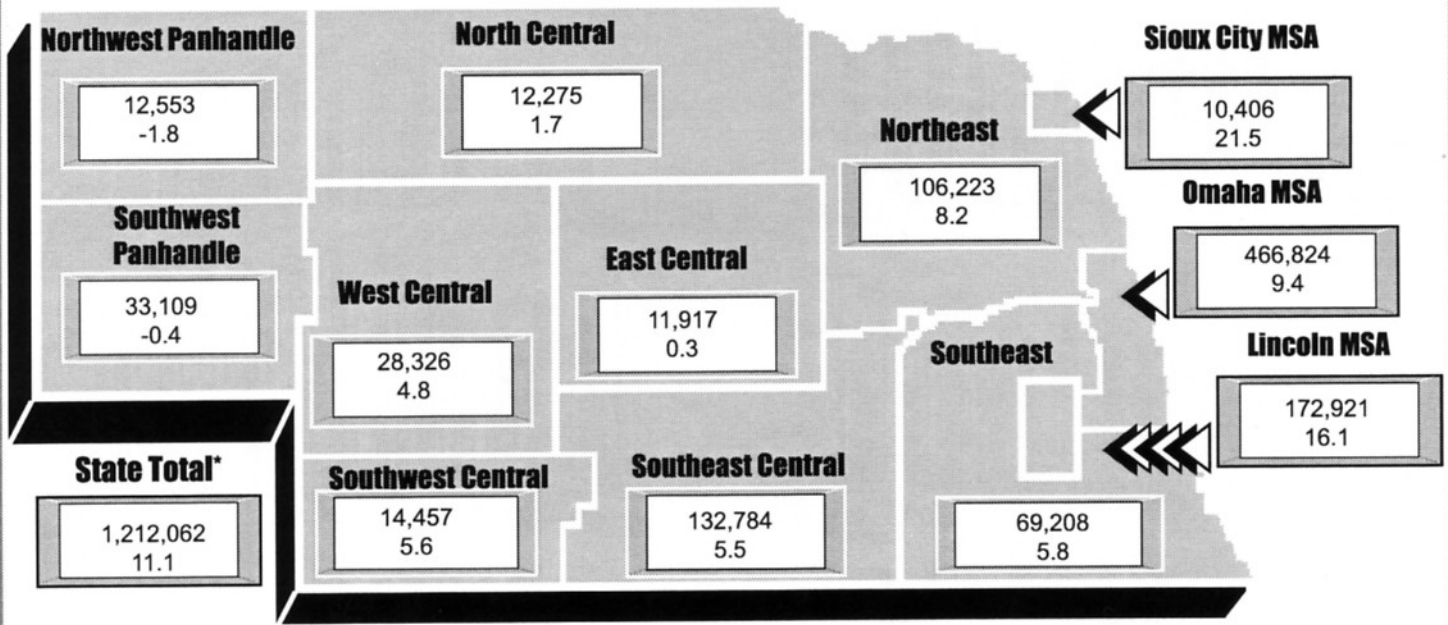 Northwest Panhandle
12,553
-1.8
North Central
12,275
1.7
Sioux City MSA
10,406
21.5
Northeast
106,223
8.2
Omaha MSA
466,824
9.4
Southwest
Panhandle
33,109
-0.4
West Central
28,326
4.8
East Central
11,917
0.3
Southeast
69,208
5.8
Lincoln MSA
172,921
16.1
State Total*
1,212,062
11.1
Southwest Central
14,457
5.6
Southeast Central
132,784
5.5